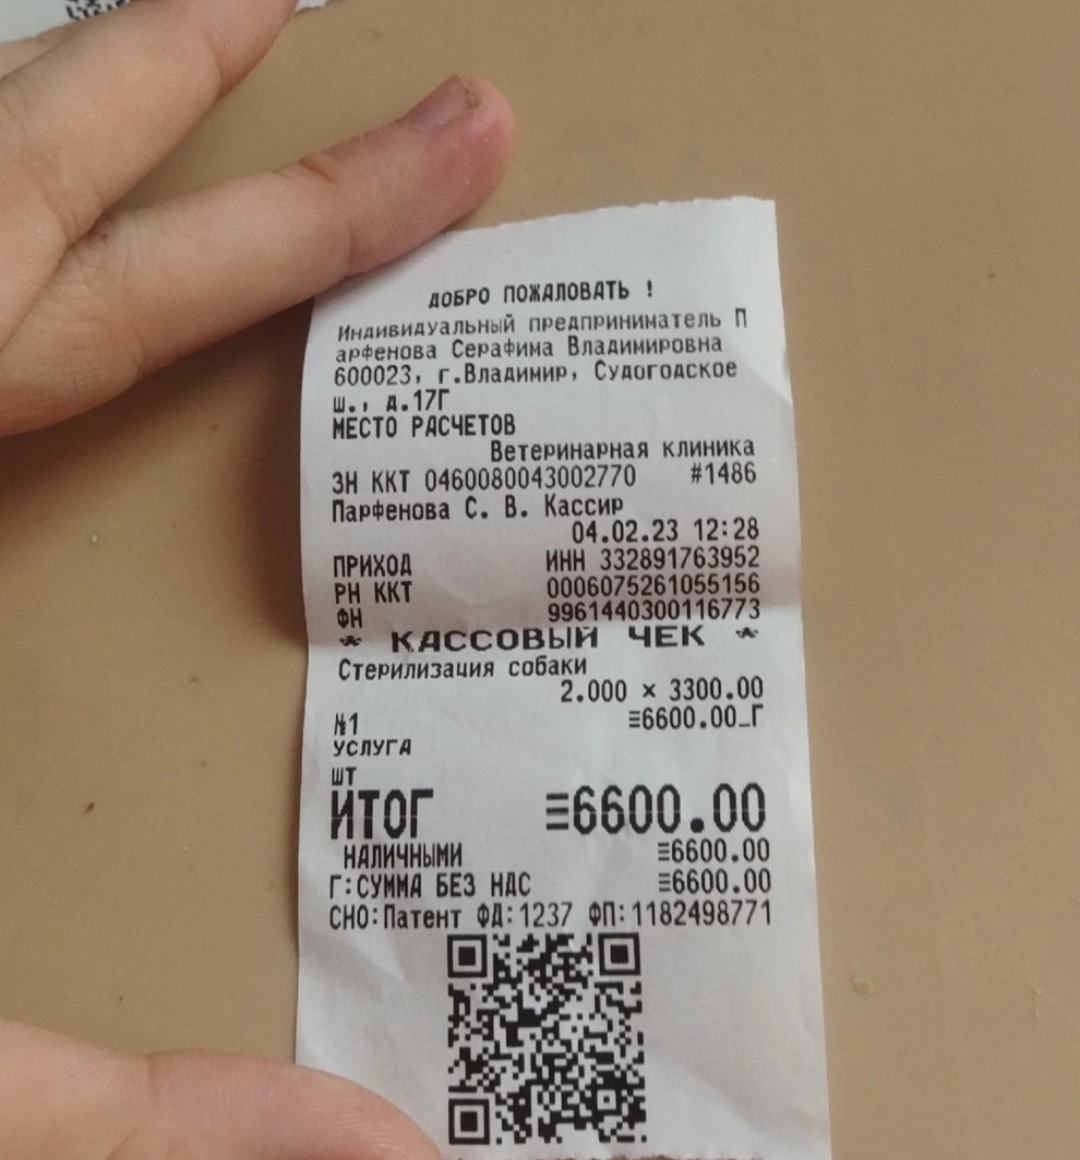 ДОБРО ПОЖАЛОВАТЬ !
Индивидуальный предприниматель П
арфенова Серафима Владимировна
600023, г.Владимир, Судогодское
ш., д.17Г
МЕСТО РАСЧЕТОВ
Ветеринарная клиника
ЗН ККТ 0460080043002770 #1486
Парфенова С. В. Кассир
04.02.23 12:28
ПРИХОД ИНН 332891763952
РН ККТ 0006075261055156
ФН 9961440300116773
* КАССОВЫЙ ЧЕК *
Стерилизация собаки
2.000 × 3300.00
№1 ≡6600.00_Г
УСЛУГА
ШТ
ИТОГ ≡6600.00
НАЛИЧНЫМИ ≡6600.00
Г:СУММА БЕЗ НДС ≡6600.00
СНО:Патент ФД:1237 ФП:1182498771